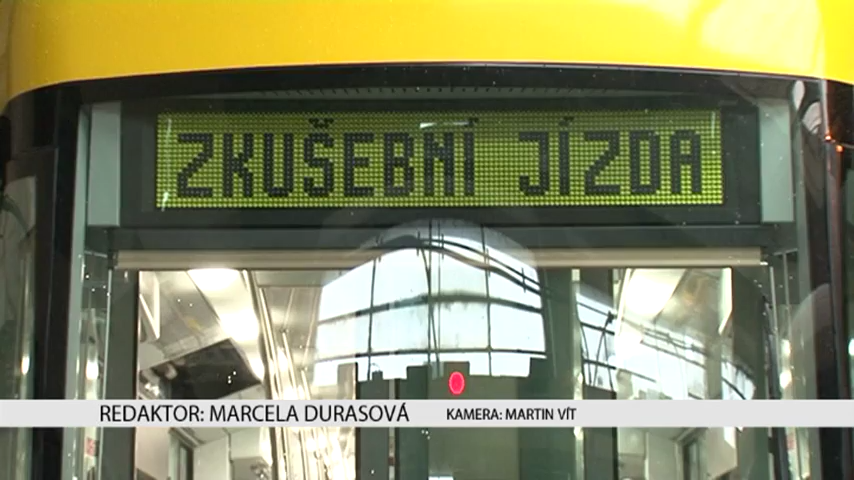 ZKUŠEBNÍ JÍZDA
REDAKTOR: MARCELA DURASOVÁ KAMERA: MARTIN VÍT